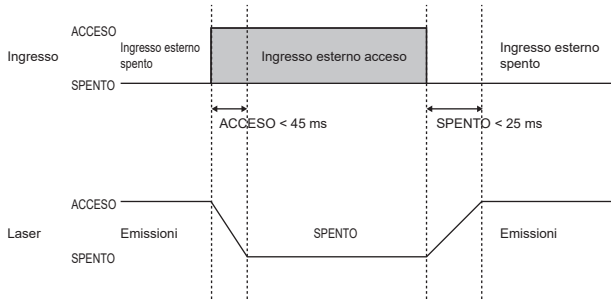 ACCESO
Ingresso
Ingresso esterno
spento
Ingresso esterno acceso
Ingresso esterno
spento
SPENTO
ACCESO < 45 ms
SPENTO < 25 ms
ACCESO
Laser
Emissioni
SPENTO
Emissioni
SPENTO